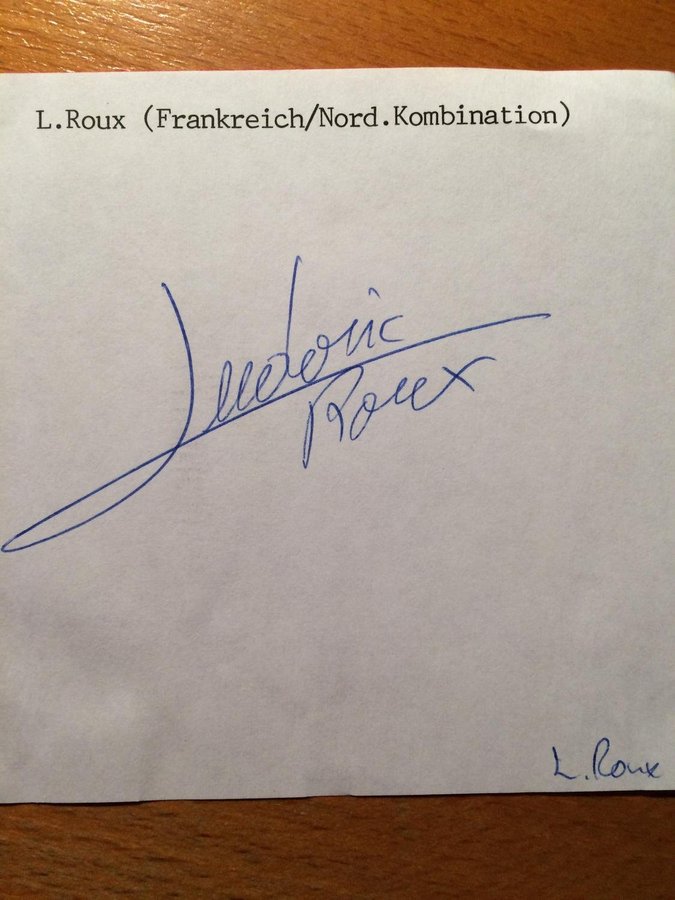 L.Roux (Frankreich/Nord.Kombination)
Ludovic
Roux
L. Roux